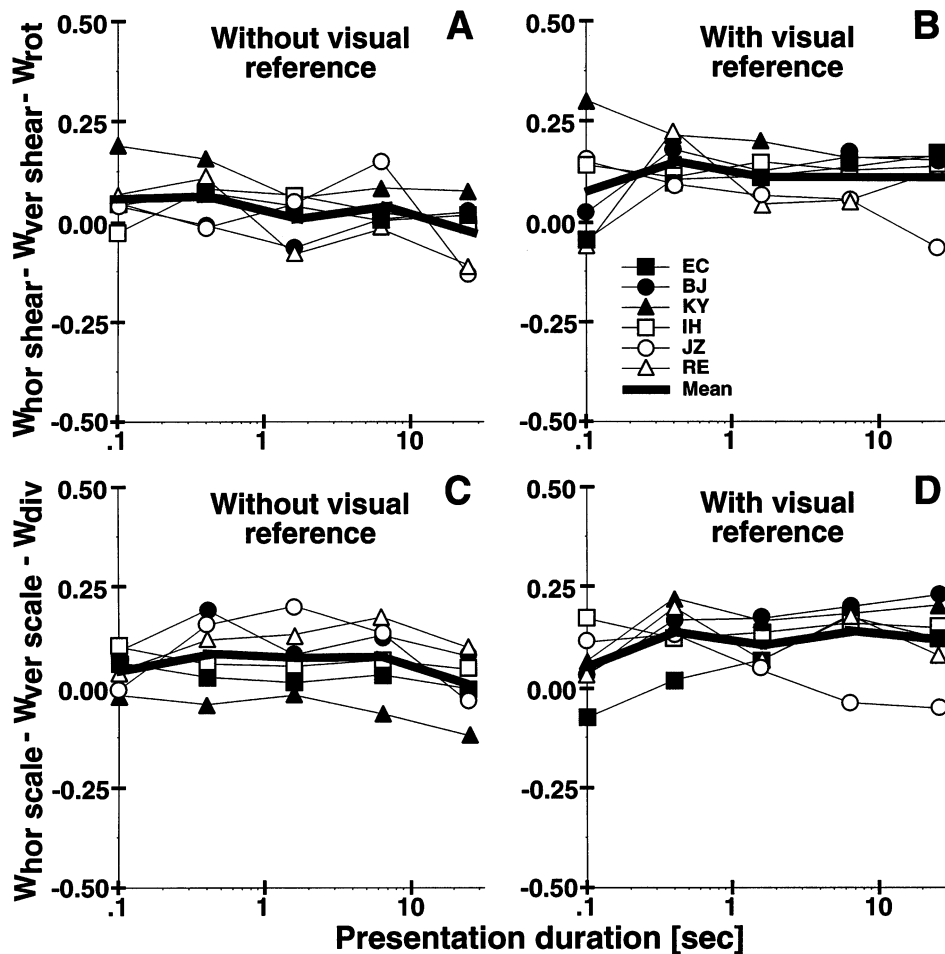 A
Without visual
reference
Whor shear - Wver shear - Wrot
0.50
0.25
0.00
-0.25
-0.50
.1
1
10
B
With visual
reference
0.50
0.25
0.00
-0.25
-0.50
EC
BJ
KY
IH
JZ
RE
Mean
.1
1
10
C
Without visual
reference
Whor scale - Wver scale - Wdiv
0.50
0.25
0.00
-0.25
-0.50
.1
1
10
D
With visual
reference
0.50
0.25
0.00
-0.25
-0.50
.1
1
10
Presentation duration [sec]